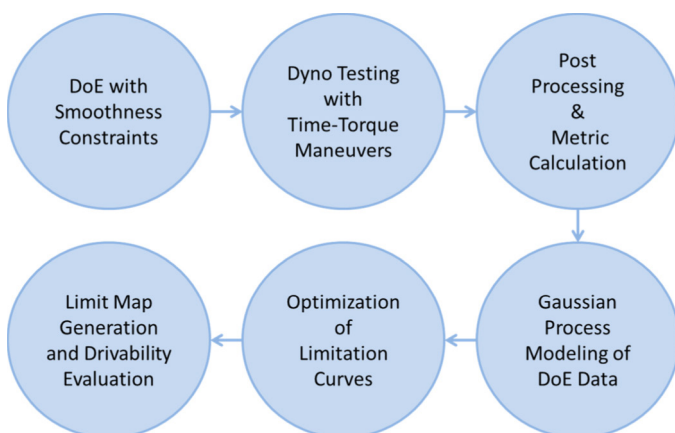 DoE with
Smoothness
Constraints
Dyno Testing
with
Time-Torque
Maneuvers
Post
Processing
&
Metric
Calculation
Gaussian
Process
Modeling of
DoE Data
Optimization
of
Limitation
Curves
Limit Map
Generation
and Drivability
Evaluation